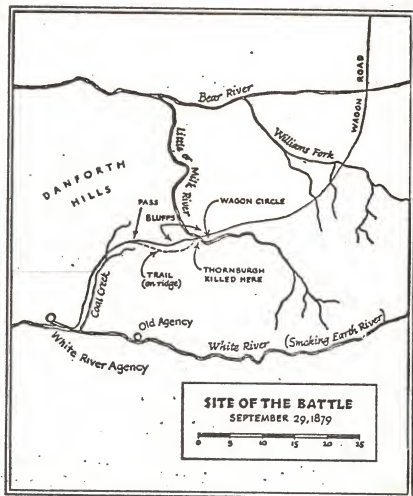 WAGON ROAD
Bear River
Williams Fork
Little Milk River
DANFORTH
HILLS
PASS
BLUFFS
WAGON CIRCLE
TRAIL
(on ridge)
THORNBURGH
KILLED HERE
Coal Creek
Old Agency
White River Agency
White River (Smoking Earth River)
SITE OF THE BATTLE
SEPTEMBER 29, 1879
0 5 10 15 20 25